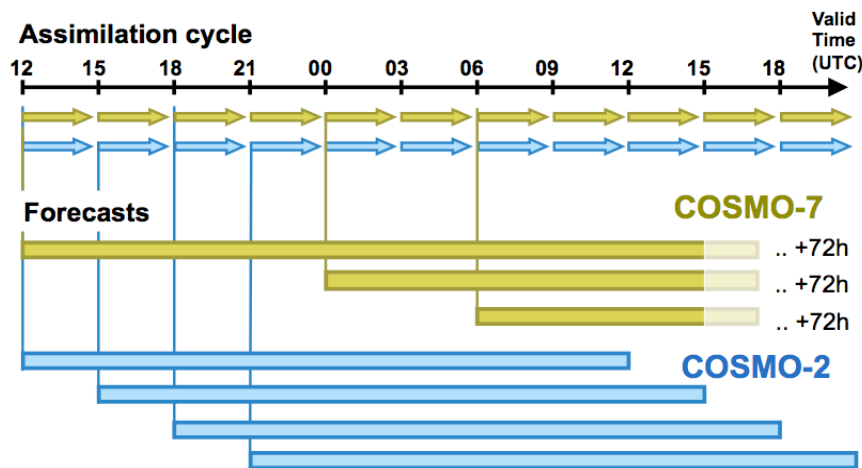 Assimilation cycle
Valid
Time
(UTC)
12 15 18 21 00 03 06 09 12 15 18
Forecasts
COSMO-7
.. +72h
.. +72h
.. +72h
COSMO-2